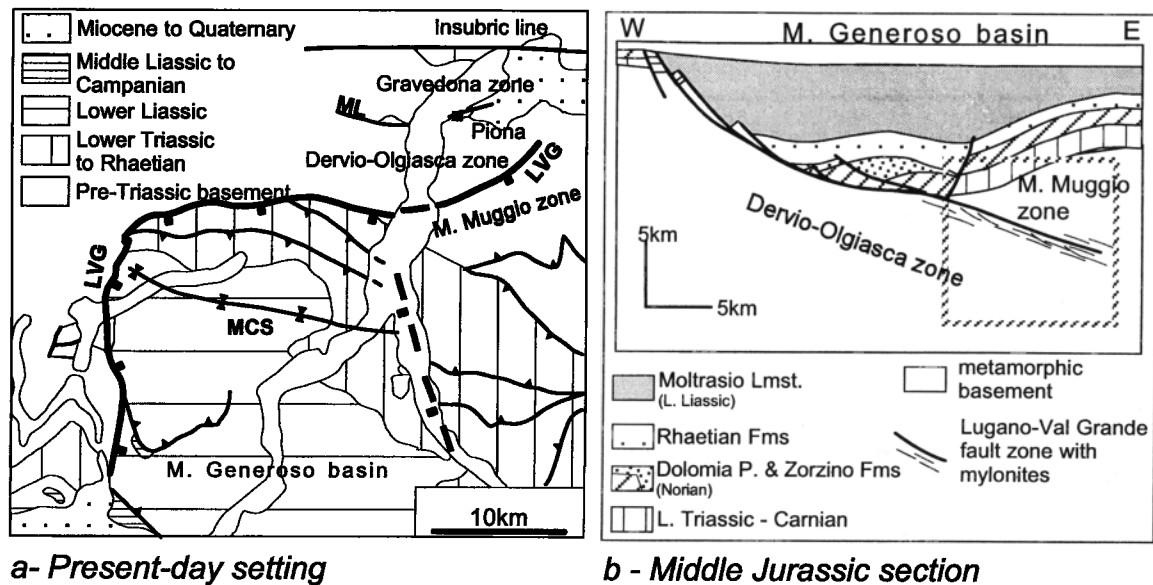 Miocene to Quaternary
Middle Liassic to
Campanian
Lower Liassic
Lower Triassic
to Rhaetian
Pre-Triassic basement
Insubric line
Gravedona zone
ML
Piona
Dervio-Olgiasca zone
LVG
M. Muggio zone
LVG
MCS
M. Generoso basin
10km
a- Present-day setting
W
E
M. Generoso basin
M. Muggio
zone
Dervio-Olgiasca zone
5km
5km
Moltrasio Lmst.
(L. Liassic)
Rhaetian Fms
Dolomia P. & Zorzino Fms
(Norian)
L. Triassic - Carnian
metamorphic
basement
Lugano-Val Grande
fault zone with
mylonites
b - Middle Jurassic section